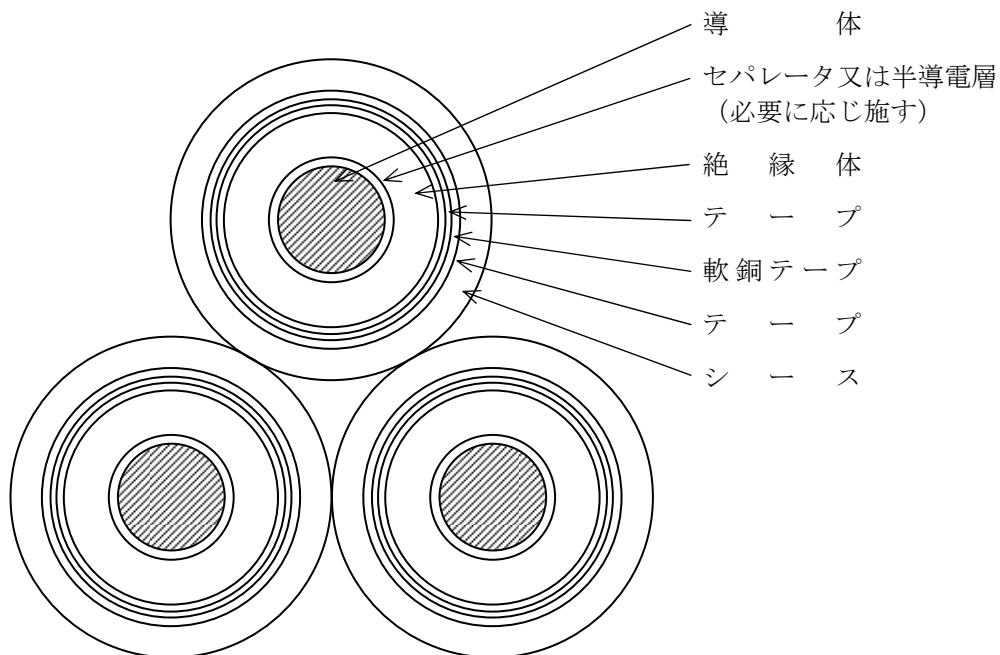 導体
セパレータ又は半導電層
（必要に応じ施す）
絶縁体
テープ
軟銅テープ
テープ
シース